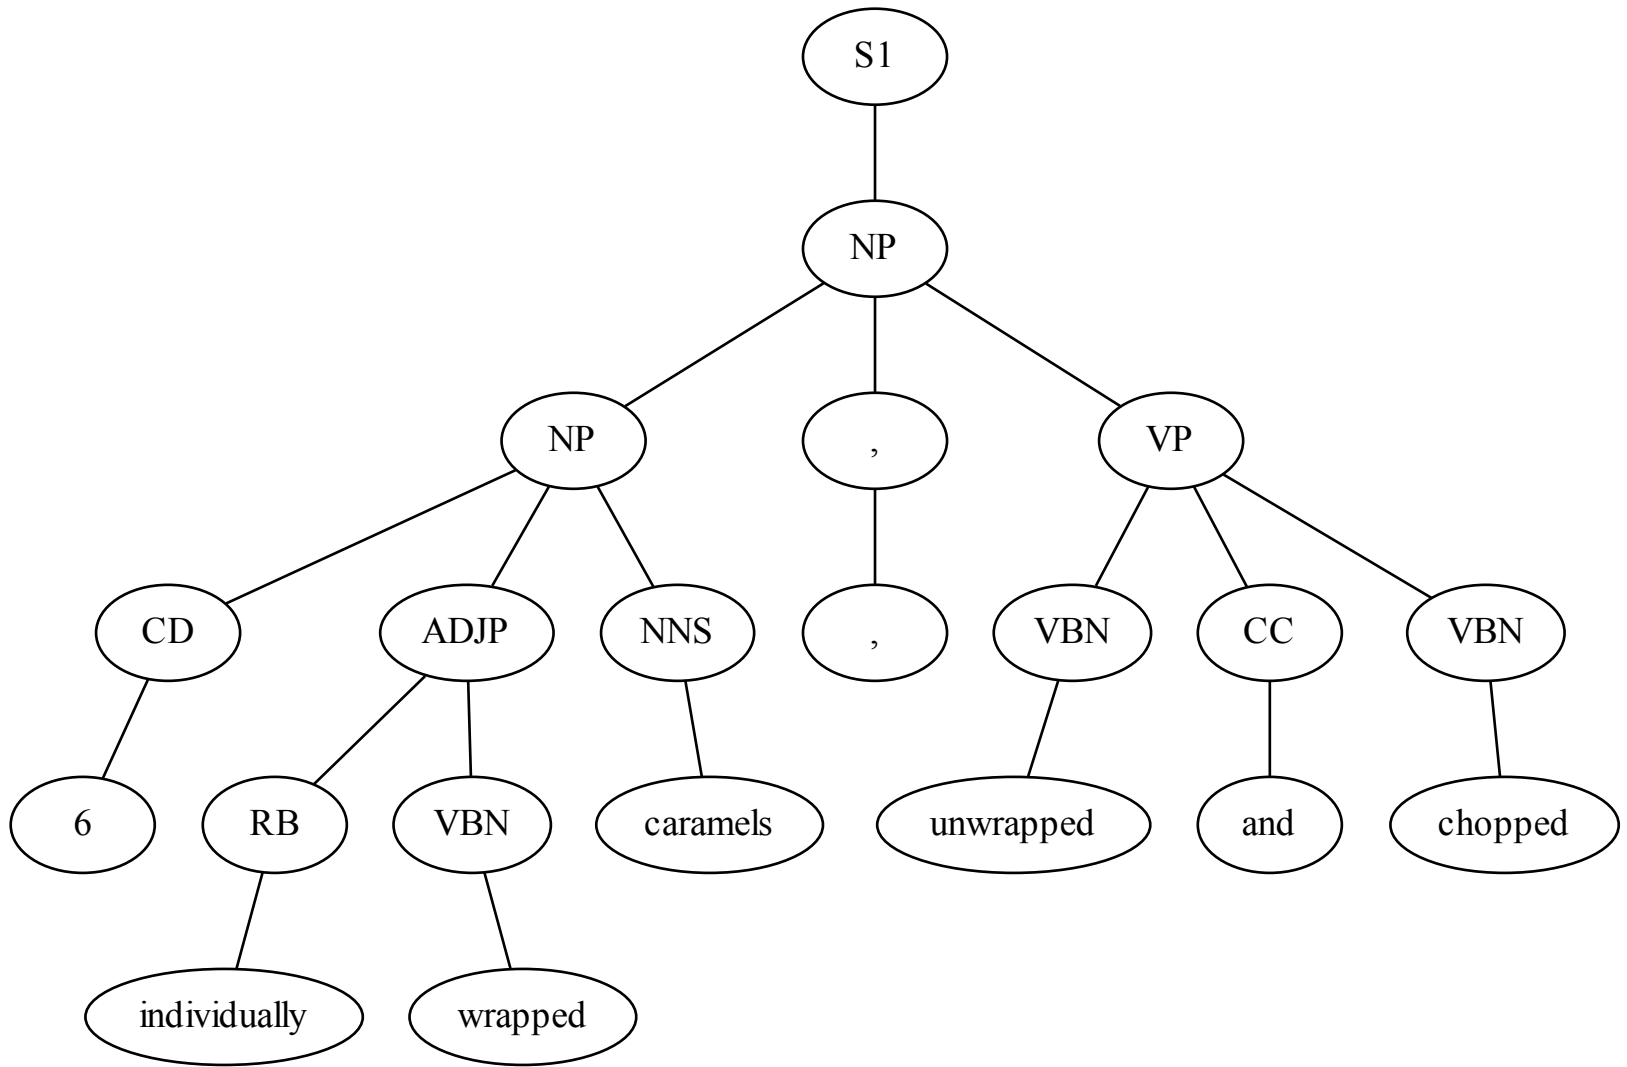 S1
NP
NP , VP
CD ADJP NNS , VBN CC VBN
6 RB VBN caramels unwrapped and chopped
individually wrapped